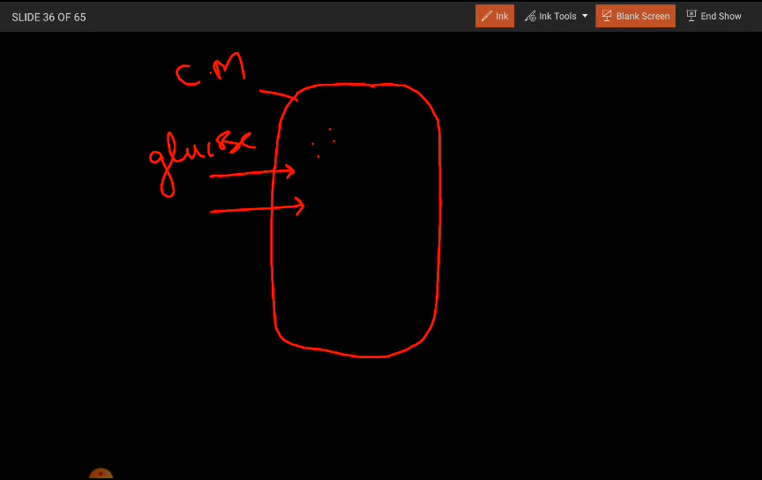 SLIDE 36 OF 65
Ink
Ink Tools
Blank Screen
End Show
C.M
glucose